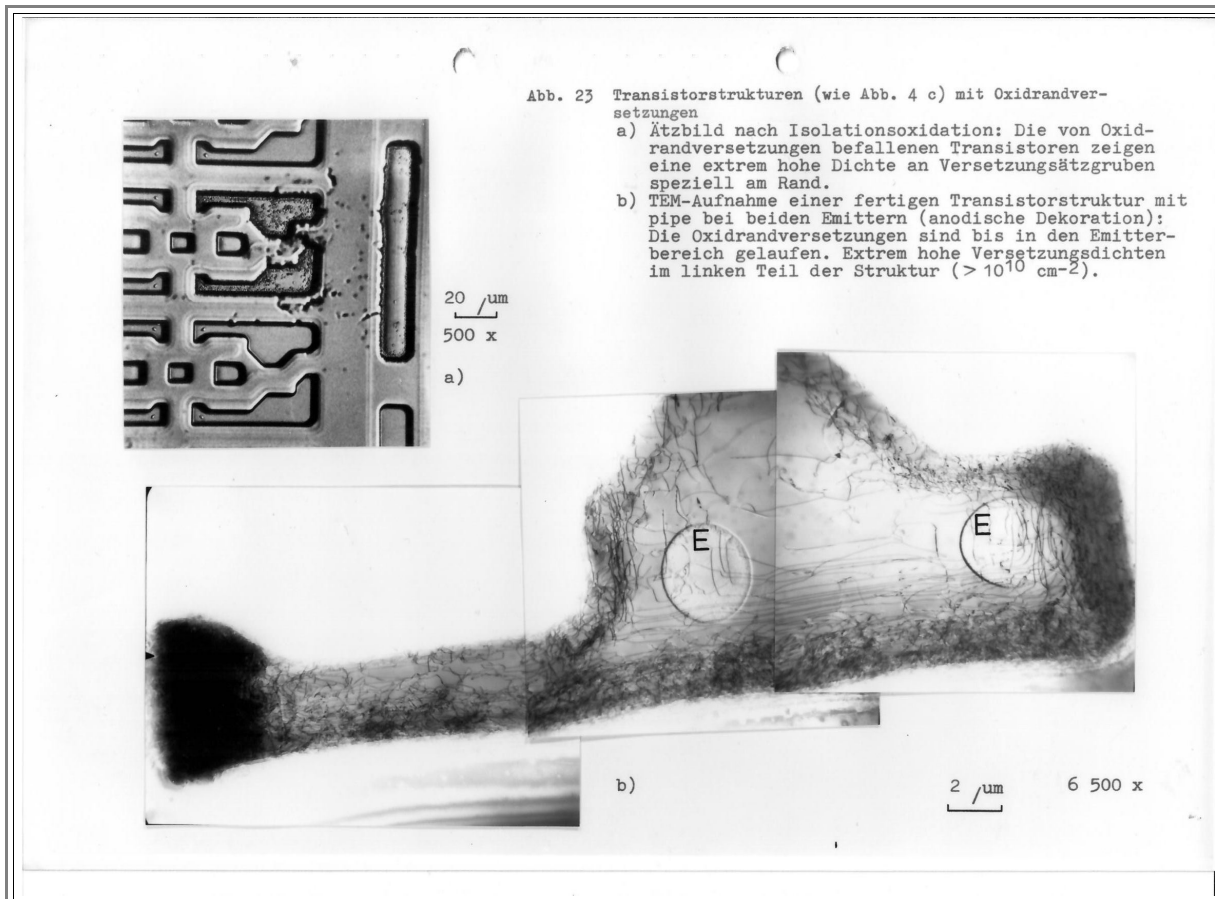 Abb. 23 Transistorstrukturen (wie Abb. 4 c) mit Oxidrandver-
setzungen
a) Ätzbild nach Isolationsoxidation: Die von Oxid-
randversetzungen befallenen Transistoren zeigen
eine extrem hohe Dichte an Versetzungsätzgruben
speziell am Rand.
b) TEM-Aufnahme einer fertigen Transistorstruktur mit
pipe bei beiden Emittern (anodische Dekoration):
Die Oxidrandversetzungen sind bis in den Emitter-
bereich gelaufen. Extrem hohe Versetzungsdichten
im linken Teil der Struktur (> 10¹⁰ cm⁻²).
20 /um
500 x
a)
E
E
b)
2 /um
6 500 x